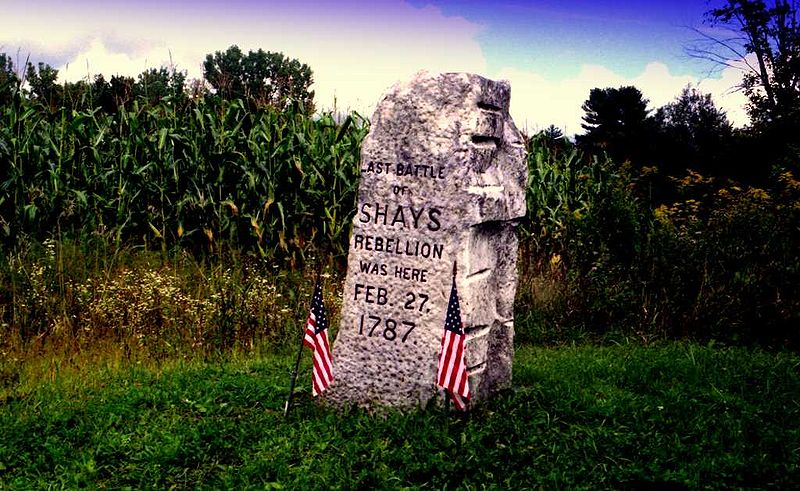 LAST BATTLE
OF
SHAYS
REBELLION
WAS HERE
FEB. 27,
1787.